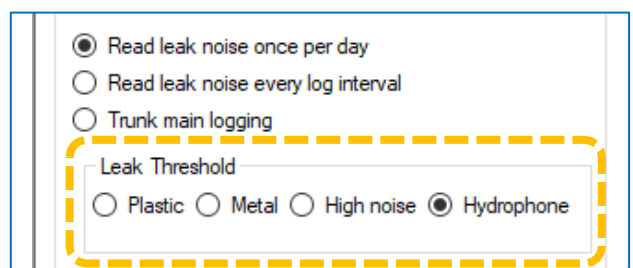 Read leak noise once per day
Read leak noise every log interval
Trunk main logging
Leak Threshold
Plastic Metal High noise Hydrophone